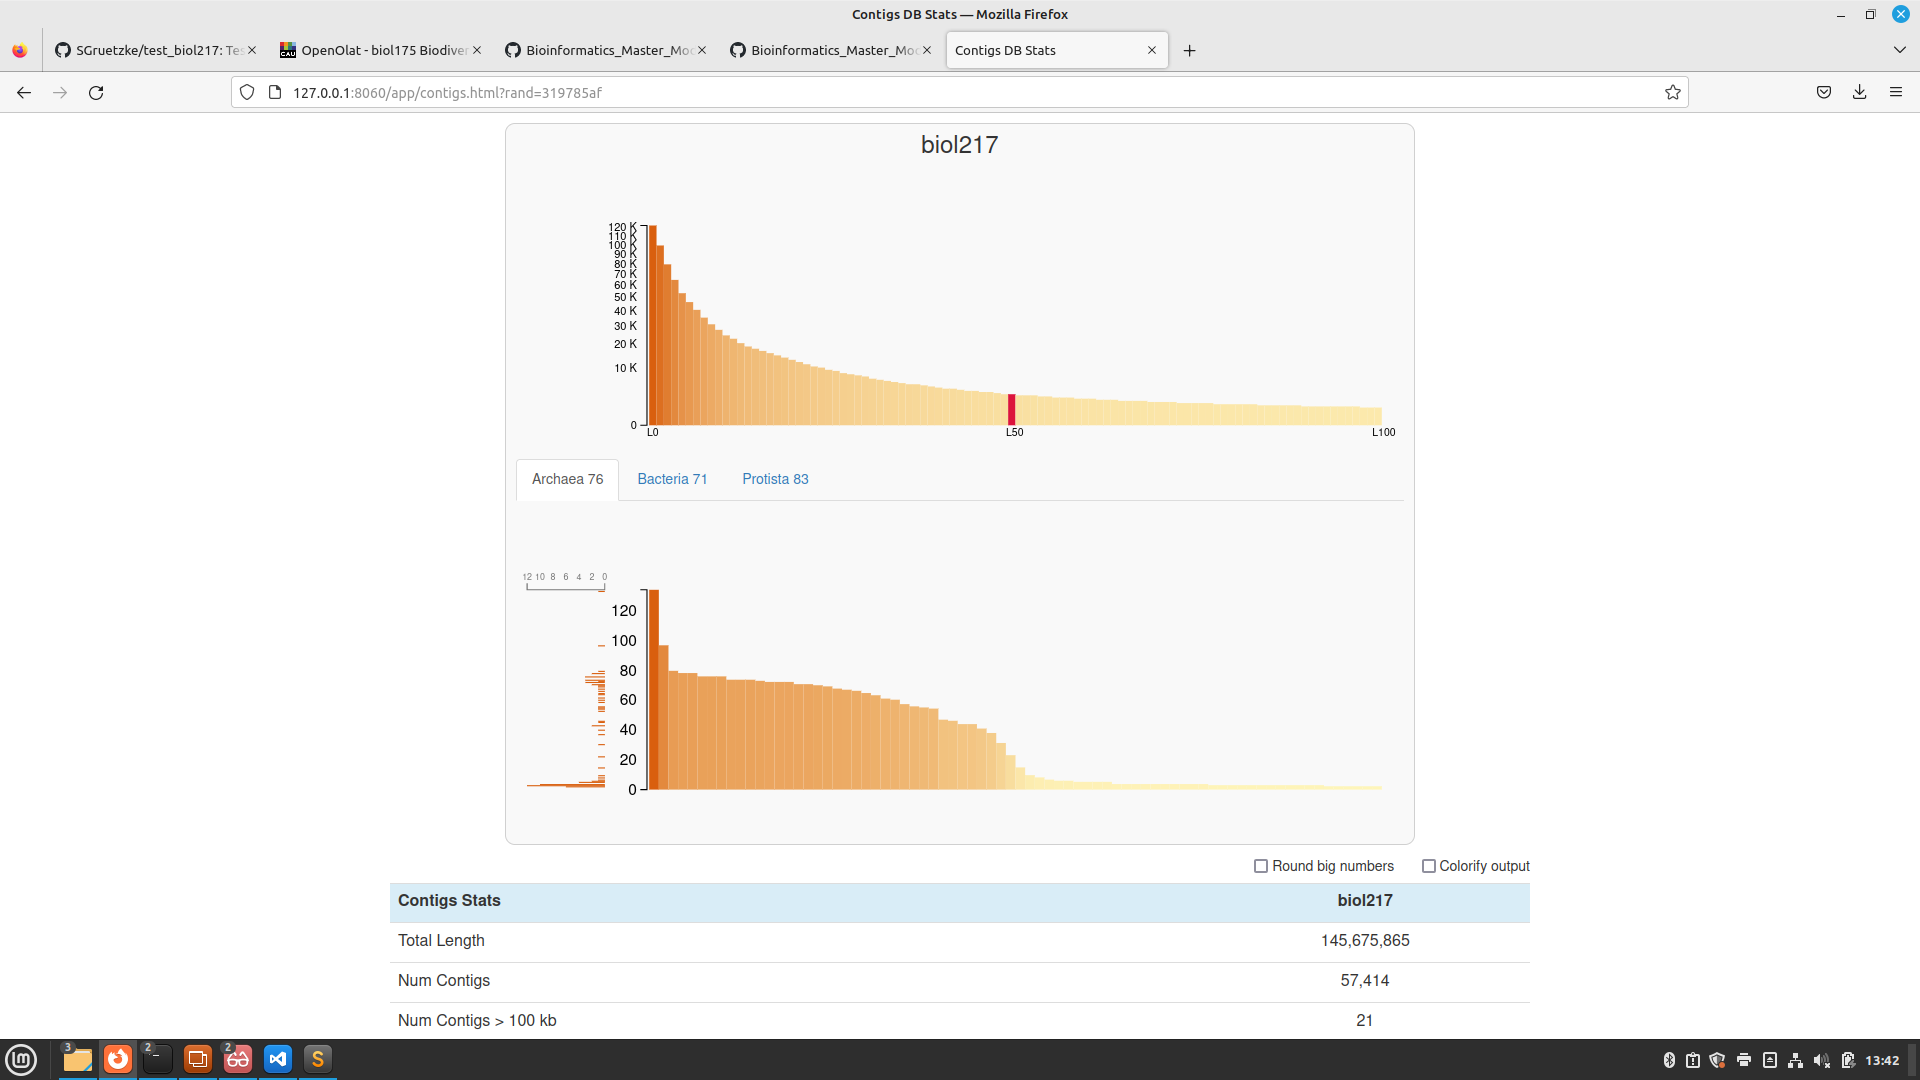 Contigs DB Stats — Mozilla Firefox
SGruetzke/test_biol217: Tes
OpenOlat - biol175 Biodiver
Bioinformatics_Master_Mod
Bioinformatics_Master_Mod
Contigs DB Stats
127.0.0.1:8060/app/contigs.html?rand=319785af
biol217
120 K
110 K
100 K
90 K
80 K
70 K
60 K
50 K
40 K
30 K
20 K
10 K
0
L0 L50 L100
Archaea 76 Bacteria 71 Protista 83
12 10 8 6 4 2 0
120
100
80
60
40
20
0
Round big numbers Colorify output
Contigs Stats biol217
Total Length 145,675,865
Num Contigs 57,414
Num Contigs > 100 kb 21
3 2 2
13:42